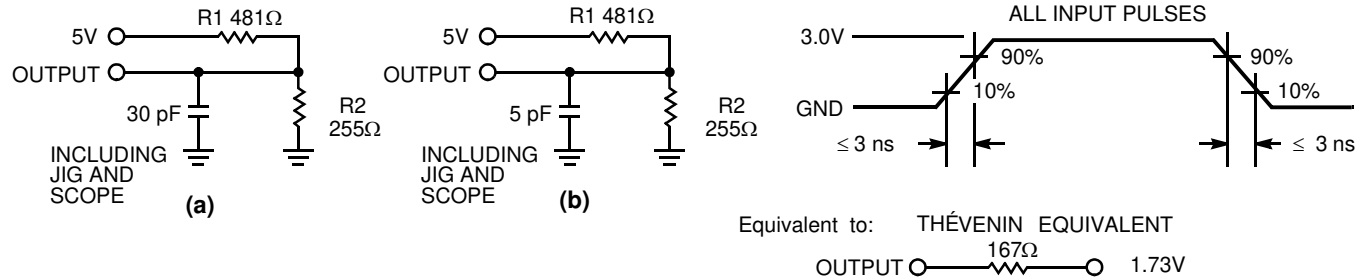 R1 481Ω
5V
OUTPUT
30 pF
R2
255Ω
INCLUDING
JIG AND
SCOPE
(a)
R1 481Ω
5V
OUTPUT
5 pF
R2
255Ω
INCLUDING
JIG AND
SCOPE
(b)
ALL INPUT PULSES
3.0V
90%
10%
GND
90%
10%
≤ 3 ns
≤ 3 ns
Equivalent to: THÉVENIN EQUIVALENT
167Ω
OUTPUT 1.73V